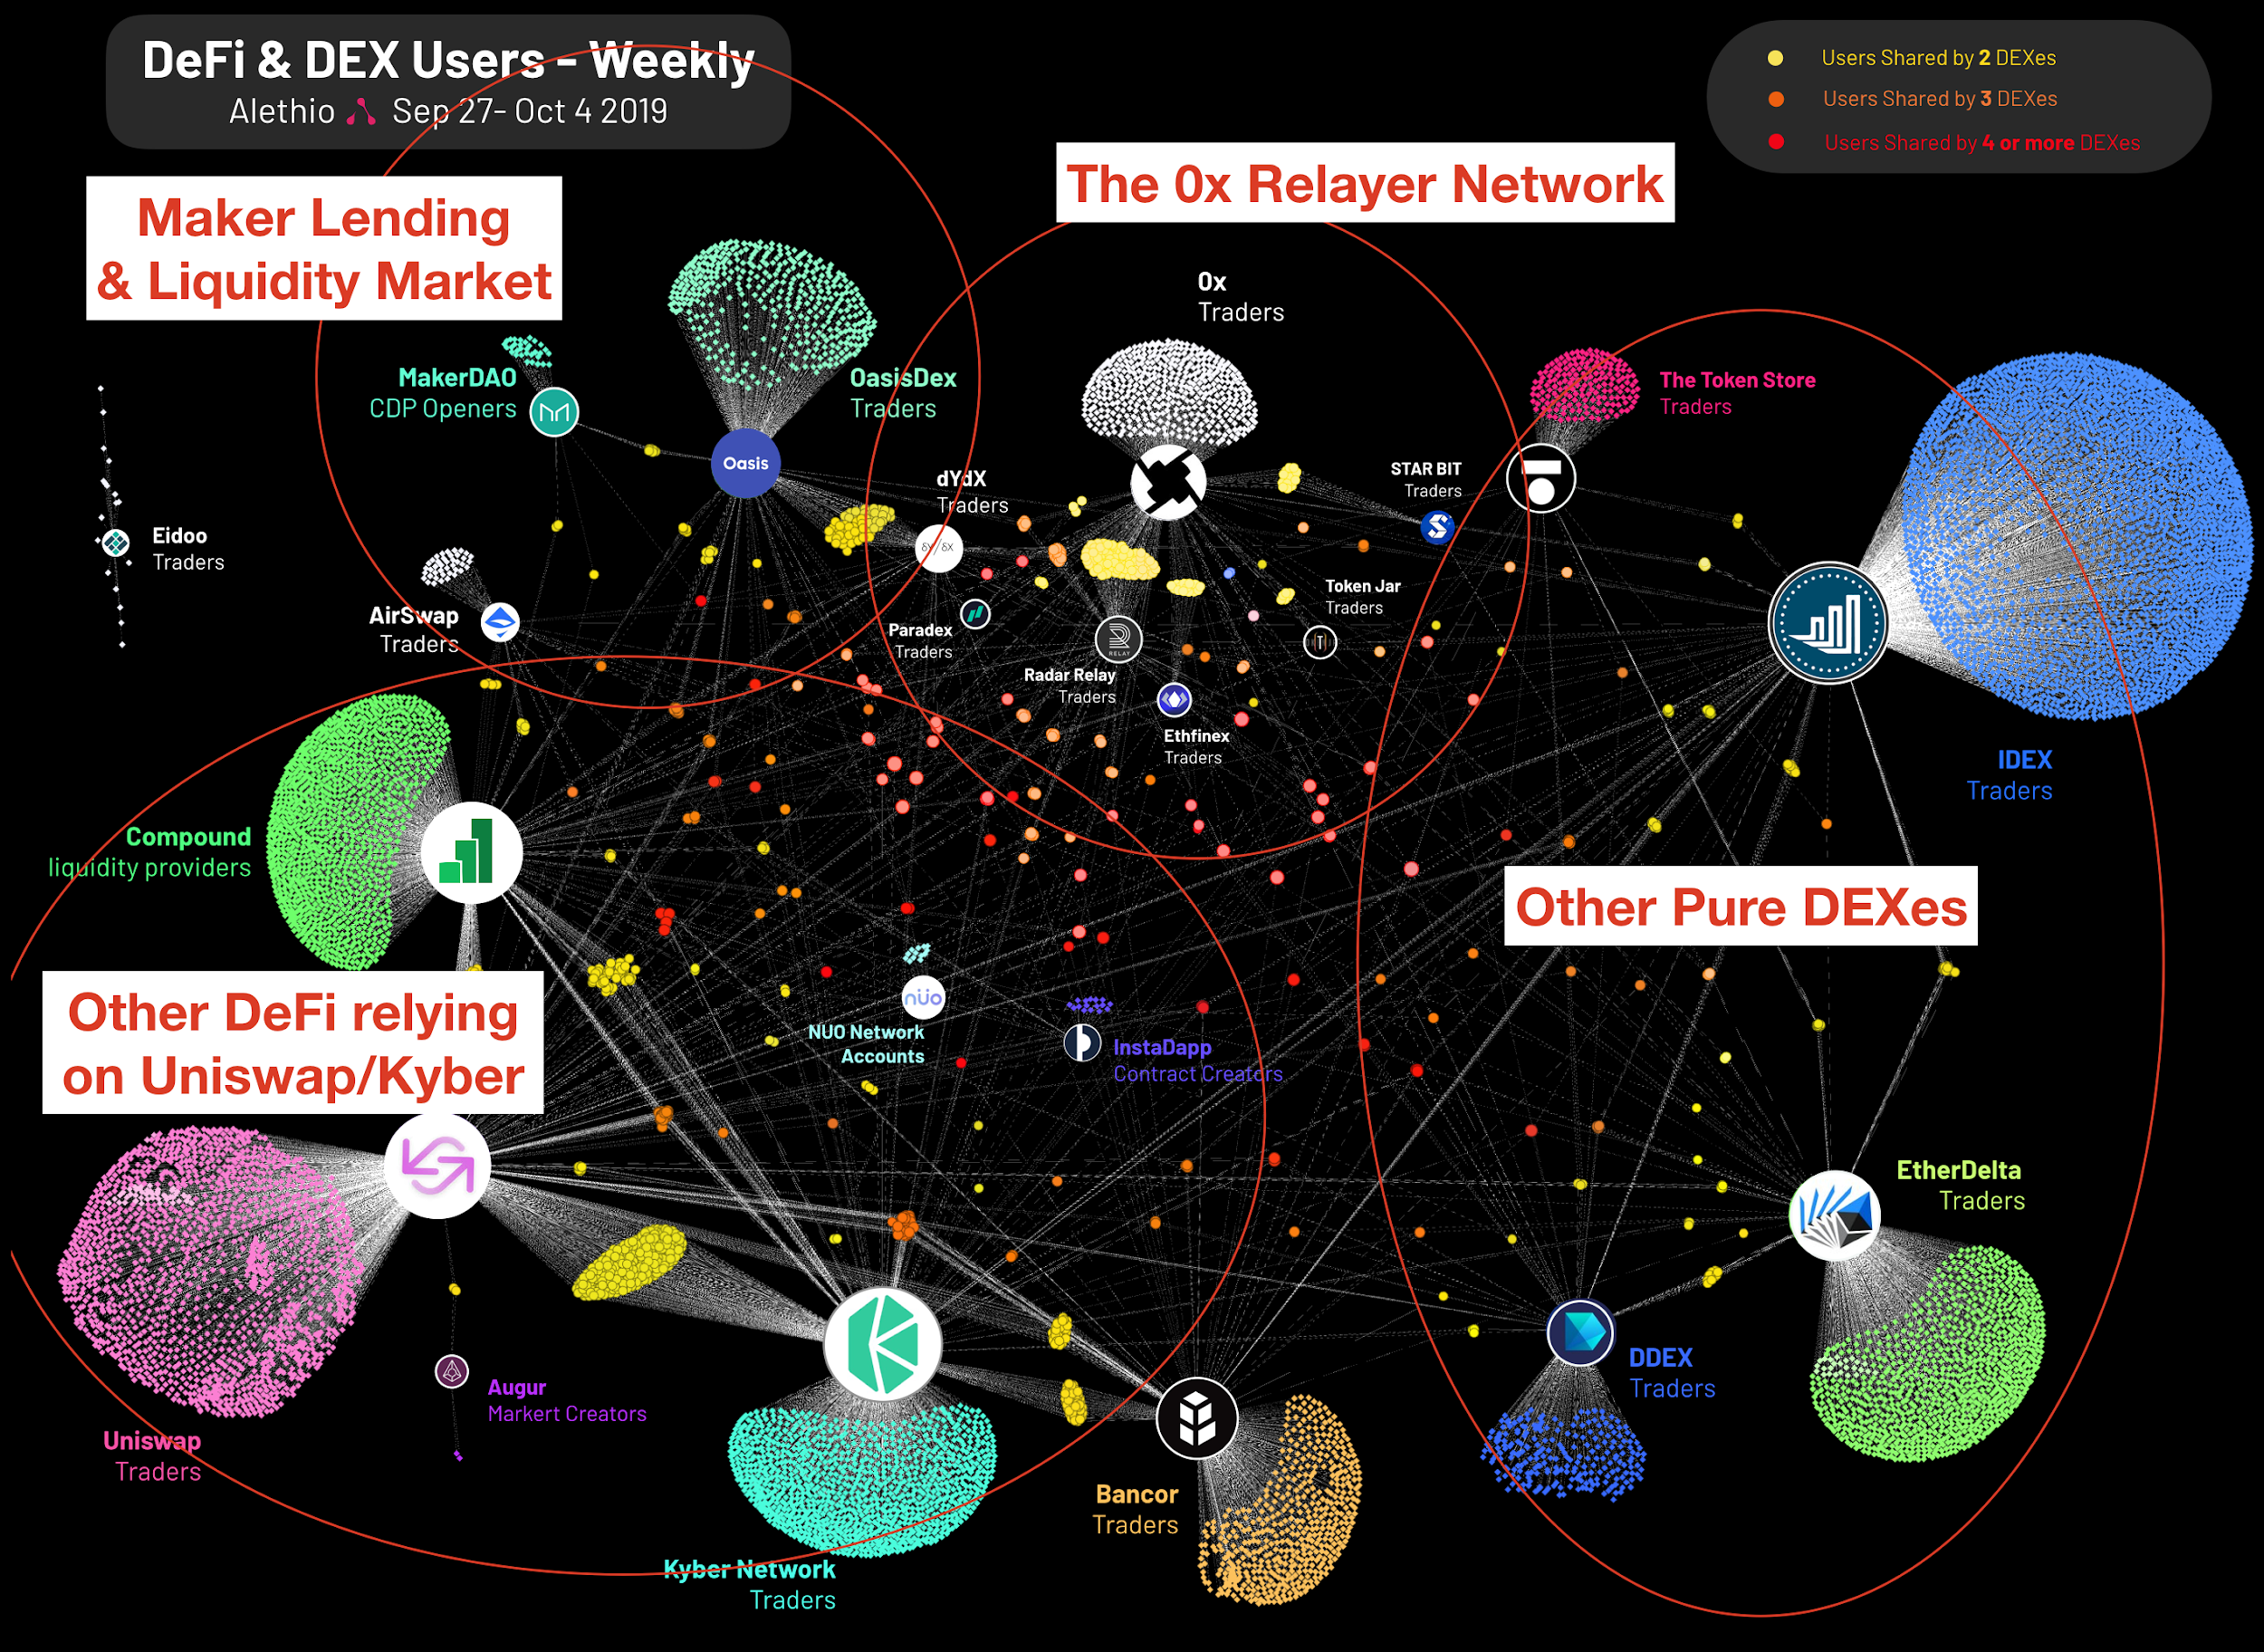 DeFi & DEX Users - Weekly
Alethio Sep 27- Oct 4 2019
Users Shared by 2 DEXes
Users Shared by 3 DEXes
Users Shared by 4 or more DEXes
Maker Lending
& Liquidity Market
The 0x Relayer Network
0x
Traders
MakerDAO
CDP Openers
OasisDex
Traders
The Token Store
Traders
Oasis
dYdX
Traders
STAR BIT
Traders
Eidoo
Traders
AirSwap
Traders
Paradex
Traders
RELAY
Radar Relay
Traders
Token Jar
Traders
T
Ethfinex
Traders
IDEX
Traders
Compound
liquidity providers
Other Pure DEXes
Other DeFi relying
on Uniswap/Kyber
nüo
NUO Network
Accounts
InstaDapp
Contract Creators
EtherDelta
Traders
Augur
Markert Creators
Uniswap
Traders
DDEX
Traders
Bancor
Traders
Kyber Network
Traders